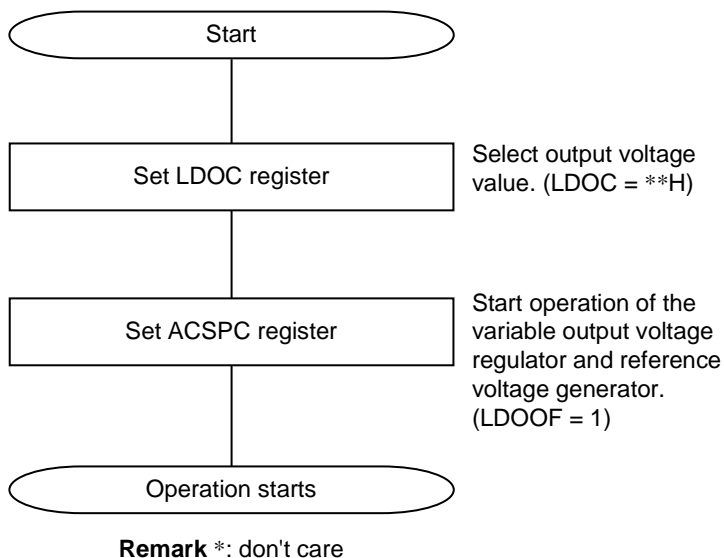 Start
Set LDOC register
Select output voltage
value. (LDOC = **H)
Set ACSPC register
Start operation of the
variable output voltage
regulator and reference
voltage generator.
(LDOOF = 1)
Operation starts
Remark *: don't care